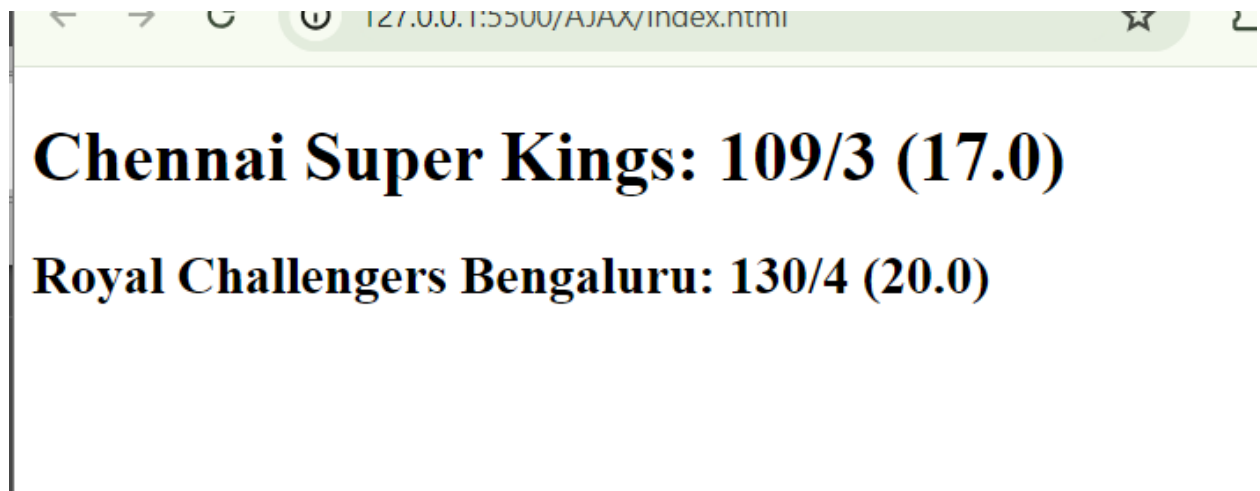 127.0.0.1:5500/AJAX/index.html
Chennai Super Kings: 109/3 (17.0)
Royal Challengers Bengaluru: 130/4 (20.0)